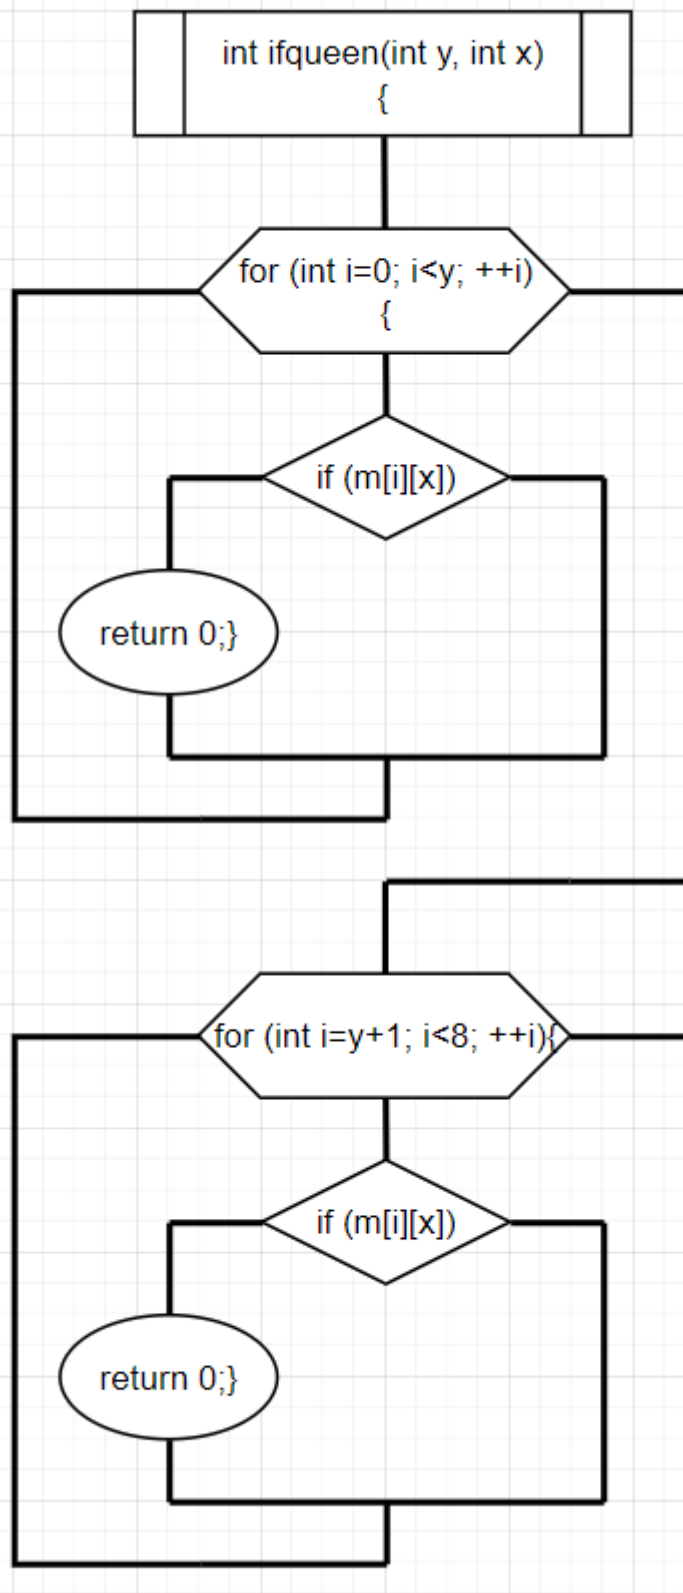 int ifqueen(int y, int x)
{
for (int i=0; i<y; ++i)
{
if (m[i][x])
return 0;}
for (int i=y+1; i<8; ++i){
if (m[i][x])
return 0;}